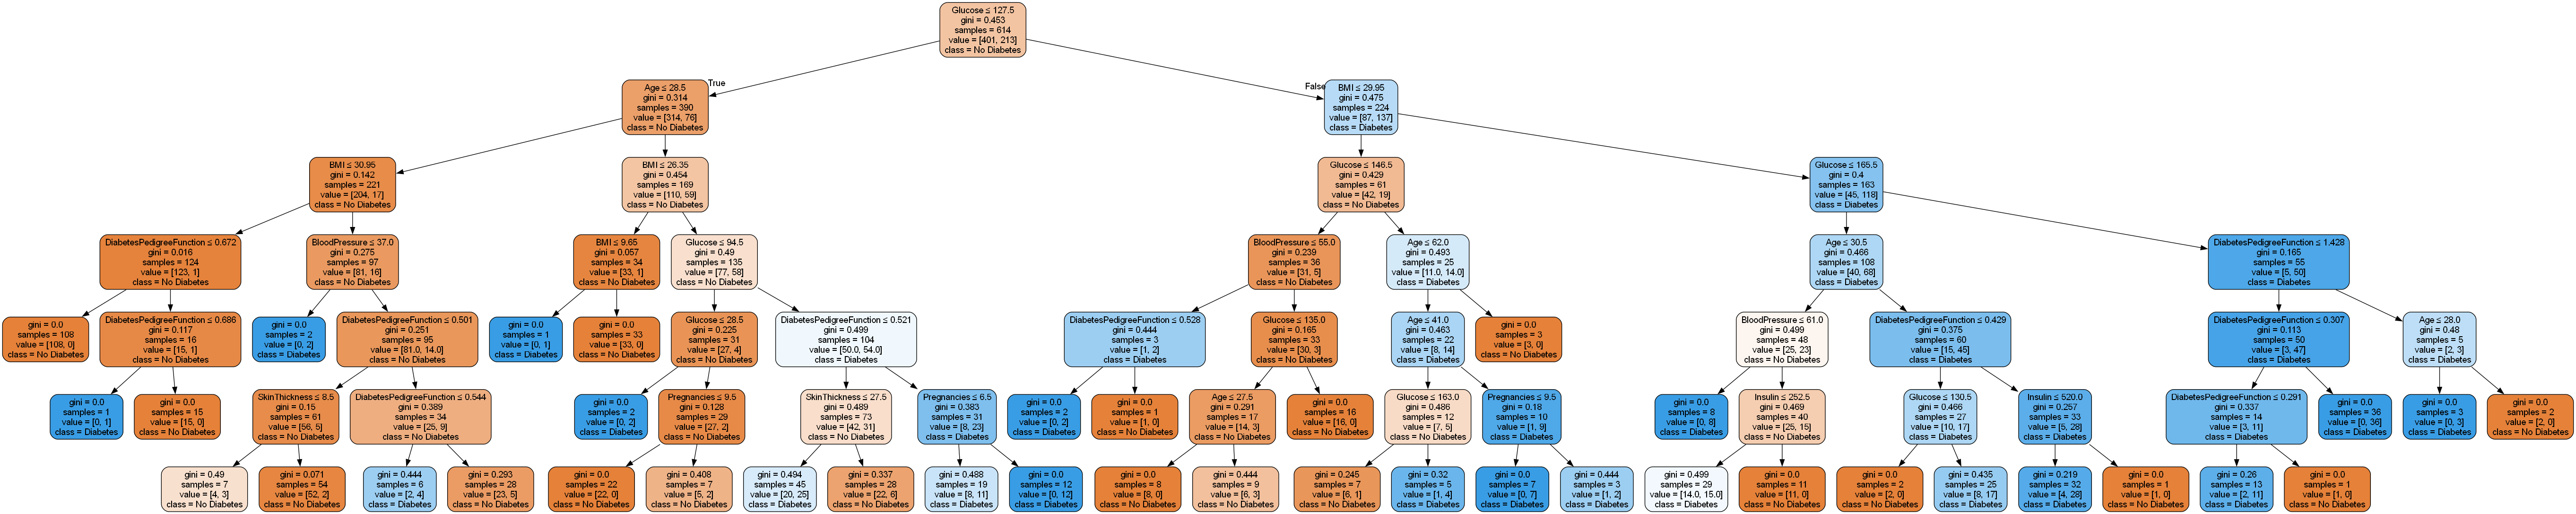 Glucose ≤ 127.5
gini = 0.453
samples = 614
value = [401, 213]
class = No Diabetes
True
False
Age ≤ 28.5
gini = 0.314
samples = 390
value = [314, 76]
class = No Diabetes
BMI ≤ 29.95
gini = 0.475
samples = 224
value = [87, 137]
class = Diabetes
BMI ≤ 30.95
gini = 0.142
samples = 221
value = [204, 17]
class = No Diabetes
BMI ≤ 26.35
gini = 0.454
samples = 169
value = [110, 59]
class = No Diabetes
Glucose ≤ 146.5
gini = 0.429
samples = 61
value = [42, 19]
class = No Diabetes
Glucose ≤ 165.5
gini = 0.4
samples = 163
value = [45, 118]
class = Diabetes
DiabetesPedigreeFunction ≤ 0.672
gini = 0.016
samples = 124
value = [123, 1]
class = No Diabetes
BloodPressure ≤ 37.0
gini = 0.275
samples = 97
value = [81, 16]
class = No Diabetes
BMI ≤ 9.65
gini = 0.057
samples = 34
value = [33, 1]
class = No Diabetes
Glucose ≤ 94.5
gini = 0.49
samples = 135
value = [77, 58]
class = No Diabetes
BloodPressure ≤ 55.0
gini = 0.239
samples = 36
value = [31, 5]
class = No Diabetes
Age ≤ 62.0
gini = 0.493
samples = 25
value = [11.0, 14.0]
class = Diabetes
Age ≤ 30.5
gini = 0.466
samples = 108
value = [40, 68]
class = Diabetes
DiabetesPedigreeFunction ≤ 1.428
gini = 0.165
samples = 55
value = [5, 50]
class = Diabetes
gini = 0.0
samples = 108
value = [108, 0]
class = No Diabetes
DiabetesPedigreeFunction ≤ 0.686
gini = 0.117
samples = 16
value = [15, 1]
class = No Diabetes
gini = 0.0
samples = 2
value = [0, 2]
class = Diabetes
DiabetesPedigreeFunction ≤ 0.501
gini = 0.251
samples = 95
value = [81.0, 14.0]
class = No Diabetes
gini = 0.0
samples = 1
value = [0, 1]
class = Diabetes
gini = 0.0
samples = 33
value = [33, 0]
class = No Diabetes
Glucose ≤ 28.5
gini = 0.225
samples = 31
value = [27, 4]
class = No Diabetes
DiabetesPedigreeFunction ≤ 0.521
gini = 0.499
samples = 104
value = [50.0, 54.0]
class = Diabetes
DiabetesPedigreeFunction ≤ 0.528
gini = 0.444
samples = 3
value = [1, 2]
class = Diabetes
Glucose ≤ 135.0
gini = 0.165
samples = 33
value = [30, 3]
class = No Diabetes
Age ≤ 41.0
gini = 0.463
samples = 22
value = [8, 14]
class = Diabetes
gini = 0.0
samples = 3
value = [3, 0]
class = No Diabetes
BloodPressure ≤ 61.0
gini = 0.499
samples = 48
value = [25, 23]
class = No Diabetes
DiabetesPedigreeFunction ≤ 0.429
gini = 0.375
samples = 60
value = [15, 45]
class = Diabetes
DiabetesPedigreeFunction ≤ 0.307
gini = 0.113
samples = 50
value = [3, 47]
class = Diabetes
Age ≤ 28.0
gini = 0.48
samples = 5
value = [2, 3]
class = Diabetes
gini = 0.0
samples = 1
value = [0, 1]
class = Diabetes
gini = 0.0
samples = 15
value = [15, 0]
class = No Diabetes
SkinThickness ≤ 8.5
gini = 0.15
samples = 61
value = [56, 5]
class = No Diabetes
DiabetesPedigreeFunction ≤ 0.544
gini = 0.389
samples = 34
value = [25, 9]
class = No Diabetes
gini = 0.0
samples = 2
value = [0, 2]
class = Diabetes
Pregnancies ≤ 9.5
gini = 0.128
samples = 29
value = [27, 2]
class = No Diabetes
SkinThickness ≤ 27.5
gini = 0.489
samples = 73
value = [42, 31]
class = No Diabetes
Pregnancies ≤ 6.5
gini = 0.383
samples = 31
value = [8, 23]
class = Diabetes
gini = 0.0
samples = 2
value = [0, 2]
class = Diabetes
gini = 0.0
samples = 1
value = [1, 0]
class = No Diabetes
Age ≤ 27.5
gini = 0.291
samples = 17
value = [14, 3]
class = No Diabetes
gini = 0.0
samples = 16
value = [16, 0]
class = No Diabetes
Glucose ≤ 163.0
gini = 0.486
samples = 12
value = [7, 5]
class = No Diabetes
Pregnancies ≤ 9.5
gini = 0.18
samples = 10
value = [1, 9]
class = Diabetes
gini = 0.0
samples = 8
value = [0, 8]
class = Diabetes
Insulin ≤ 252.5
gini = 0.469
samples = 40
value = [25, 15]
class = No Diabetes
Glucose ≤ 130.5
gini = 0.466
samples = 27
value = [10, 17]
class = Diabetes
Insulin ≤ 520.0
gini = 0.257
samples = 33
value = [5, 28]
class = Diabetes
DiabetesPedigreeFunction ≤ 0.291
gini = 0.337
samples = 14
value = [3, 11]
class = Diabetes
gini = 0.0
samples = 36
value = [0, 36]
class = Diabetes
gini = 0.0
samples = 3
value = [0, 3]
class = Diabetes
gini = 0.0
samples = 2
value = [2, 0]
class = No Diabetes
gini = 0.49
samples = 7
value = [4, 3]
class = No Diabetes
gini = 0.071
samples = 54
value = [52, 2]
class = No Diabetes
gini = 0.444
samples = 6
value = [2, 4]
class = Diabetes
gini = 0.293
samples = 28
value = [23, 5]
class = No Diabetes
gini = 0.0
samples = 22
value = [22, 0]
class = No Diabetes
gini = 0.408
samples = 7
value = [5, 2]
class = No Diabetes
gini = 0.494
samples = 45
value = [20, 25]
class = Diabetes
gini = 0.337
samples = 28
value = [22, 6]
class = No Diabetes
gini = 0.488
samples = 19
value = [8, 11]
class = Diabetes
gini = 0.0
samples = 12
value = [0, 12]
class = Diabetes
gini = 0.0
samples = 8
value = [8, 0]
class = No Diabetes
gini = 0.444
samples = 9
value = [6, 3]
class = No Diabetes
gini = 0.245
samples = 7
value = [6, 1]
class = No Diabetes
gini = 0.32
samples = 5
value = [1, 4]
class = Diabetes
gini = 0.0
samples = 7
value = [0, 7]
class = Diabetes
gini = 0.444
samples = 3
value = [1, 2]
class = Diabetes
gini = 0.499
samples = 29
value = [14.0, 15.0]
class = Diabetes
gini = 0.0
samples = 11
value = [11, 0]
class = No Diabetes
gini = 0.0
samples = 2
value = [2, 0]
class = No Diabetes
gini = 0.435
samples = 25
value = [8, 17]
class = Diabetes
gini = 0.219
samples = 32
value = [4, 28]
class = Diabetes
gini = 0.0
samples = 1
value = [1, 0]
class = No Diabetes
gini = 0.26
samples = 13
value = [2, 11]
class = Diabetes
gini = 0.0
samples = 1
value = [1, 0]
class = No Diabetes